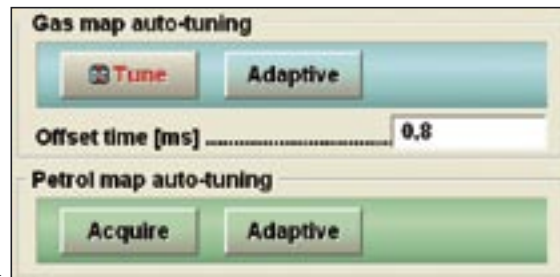 Gas map auto-tuning
Tune Adaptive
Offset time [ms] ........................................ 0.8
Petrol map auto-tuning
Acquire Adaptive